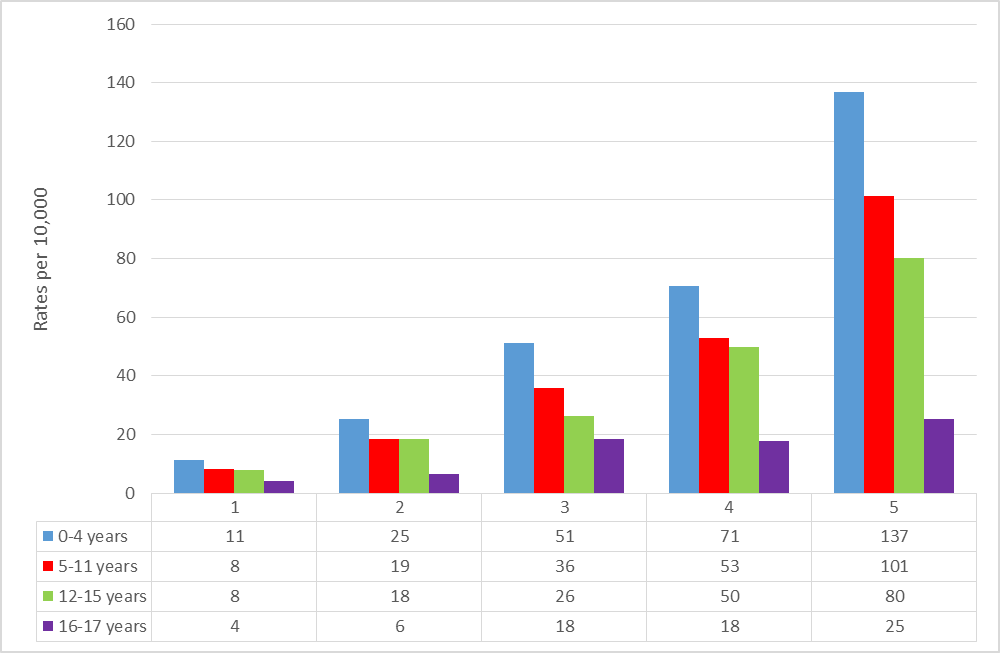 160
140
120
100
80
60
40
20
0
Rates per 10,000
1 2 3 4 5
0-4 years 11 25 51 71 137
5-11 years 8 19 36 53 101
12-15 years 8 18 26 50 80
16-17 years 4 6 18 18 25